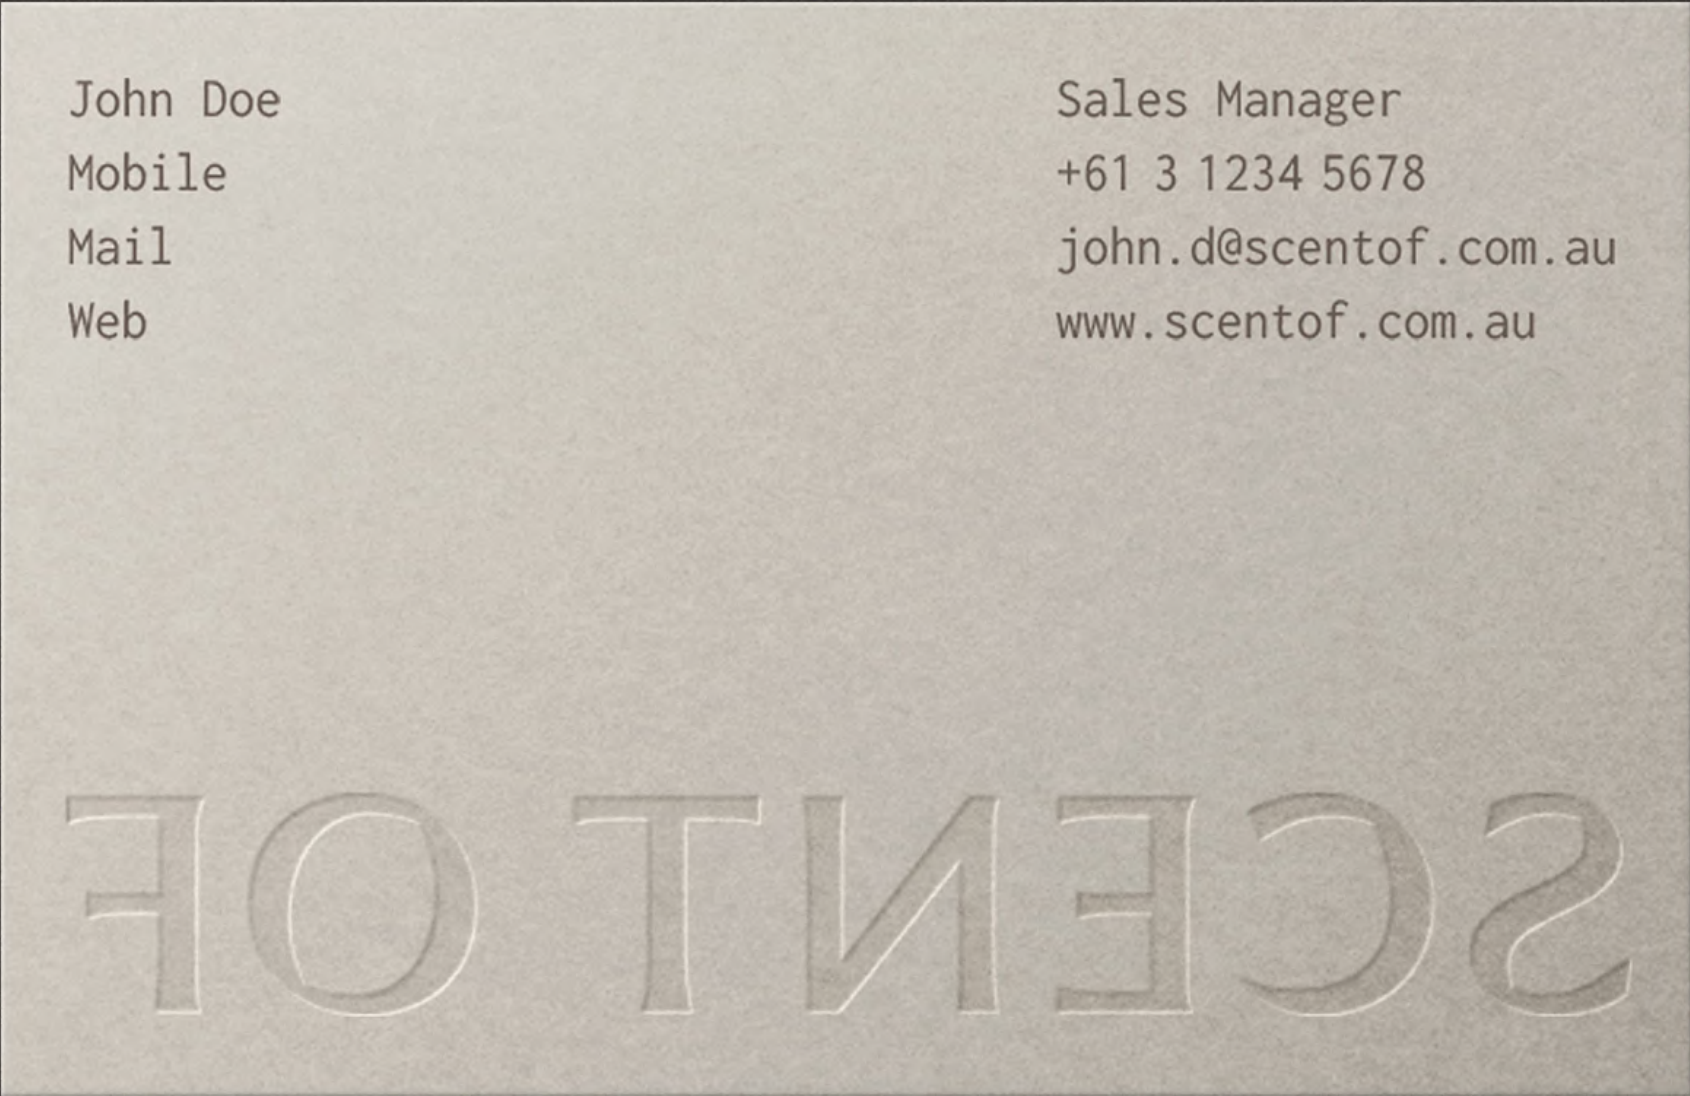 John Doe Sales Manager
Mobile +61 3 1234 5678
Mail john.d@scentof.com.au
Web www.scentof.com.au
SCENT OF